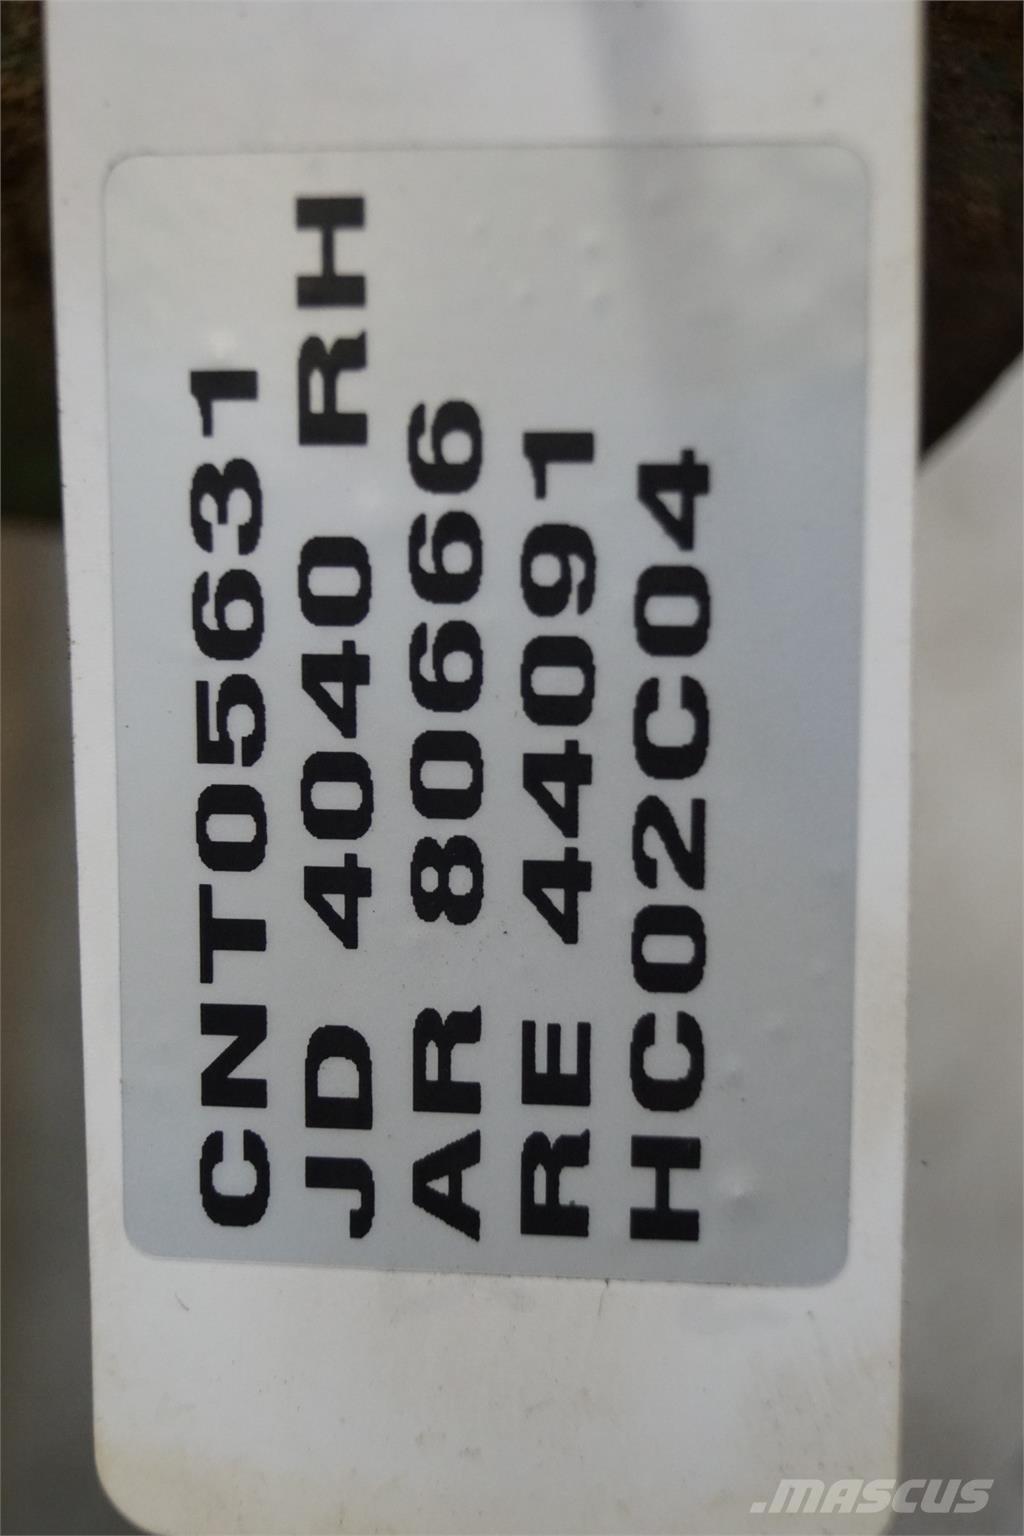 CNT05631
JD 4040 RH
AR 80666
RE 44091
HC02C04
.MASCUS